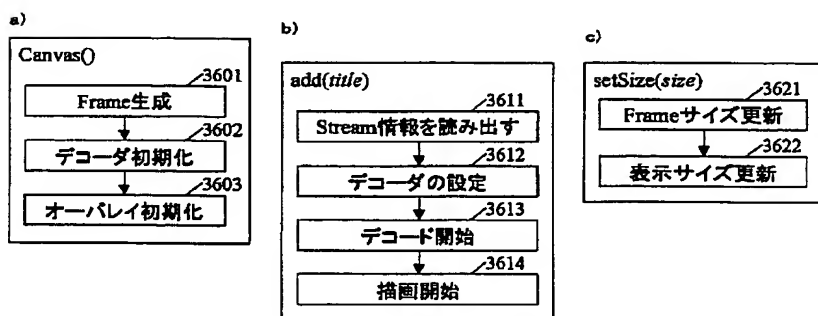 a)
Canvas()
3601
Frame生成
3602
デコーダ初期化
3603
オーバレイ初期化
b)
add(title)
3611
Stream情報を読み出す
3612
デコーダの設定
3613
デコード開始
3614
描画開始
c)
setSize(size)
3621
Frameサイズ更新
3622
表示サイズ更新